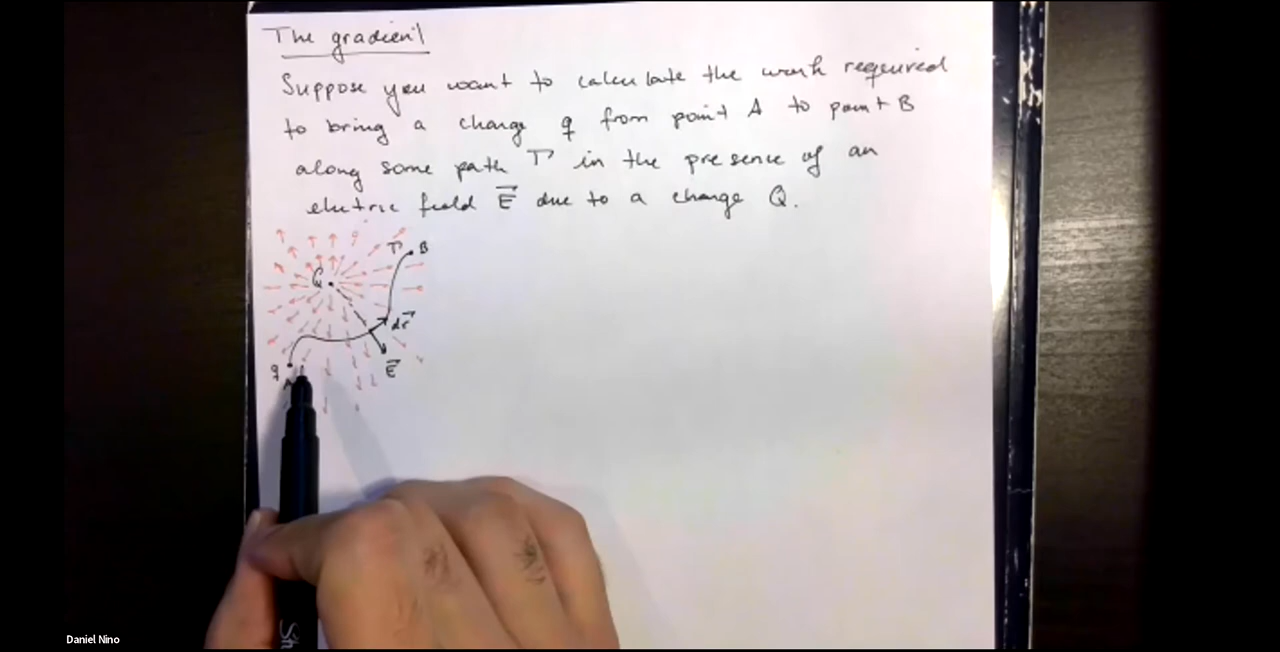 The gradient
Suppose you want to calculate the work required
to bring a charge q from point A to point B
along some path Γ in the presence of an
electric field E⃗ due to a charge Q.
Q
Γ B
dr⃗
E⃗
q
A
Sh
Daniel Nino